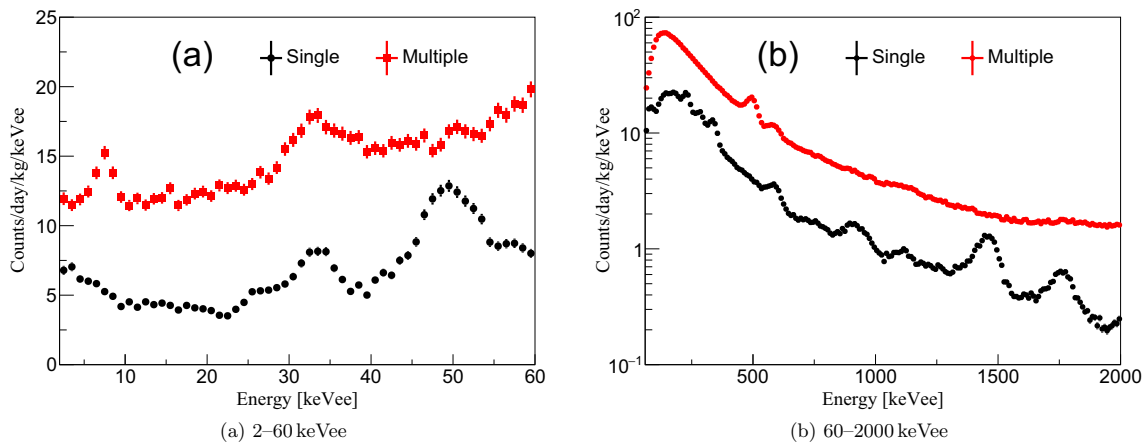 (a)
Single
Multiple
Counts/day/kg/keVee
25
20
15
10
5
0
10
20
30
40
50
60
Energy [keVee]
(a) 2–60 keVee
(b)
Single
Multiple
Counts/day/kg/keVee
10²
10
1
10⁻¹
500
1000
1500
2000
Energy [keVee]
(b) 60–2000 keVee